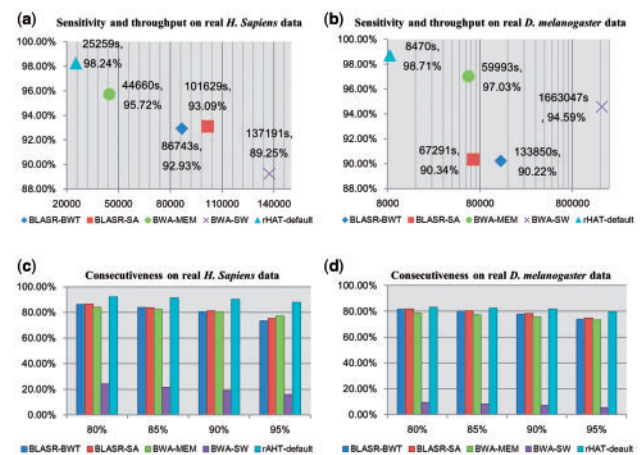 (a) Sensitivity and throughput on real H. Sapiens data
100.00%
98.00%
96.00%
94.00%
92.00%
90.00%
88.00%
25259s,
98.24%
44660s,
95.72%
101629s,
93.09%
86743s,
92.93%
137191s,
89.25%
20000 50000 80000 110000 140000
BLASR-BWT BLASR-SA BWA-MEM BWA-SW rHAT-default
(b) Sensitivity and throughput on real D. melanogaster data
100.00%
98.00%
96.00%
94.00%
92.00%
90.00%
88.00%
8470s,
98.71%
59993s,
97.03%
1663047s
, 94.59%
67291s,
90.34%
133850s,
90.22%
8000 80000 800000
BLASR-BWT BLASR-SA BWA-MEM BWA-SW rHAT-default
(c) Consecutiveness on real H. Sapiens data
100.00%
80.00%
60.00%
40.00%
20.00%
0.00%
80% 85% 90% 95%
BLASR-BWT BLASR-SA BWA-MEM BWA-SW rAHT-default
(d) Consecutiveness on real D. melanogaster data
100.00%
80.00%
60.00%
40.00%
20.00%
0.00%
80% 85% 90% 95%
BLASR-BWT BLASR-SA BWA-MEM BWA-SW rHAT-deault